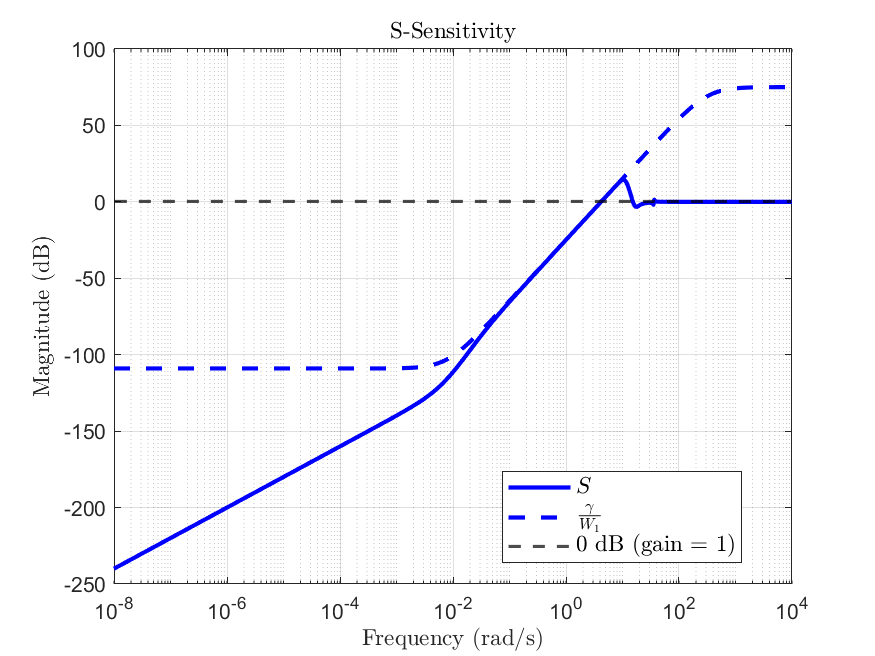 S-Sensitivity
100
50
0
-50
-100
-150
-200
-250
Magnitude (dB)
10^-8
10^-6
10^-4
10^-2
10^0
10^2
10^4
Frequency (rad/s)
S
γ/W₁
0 dB (gain = 1)